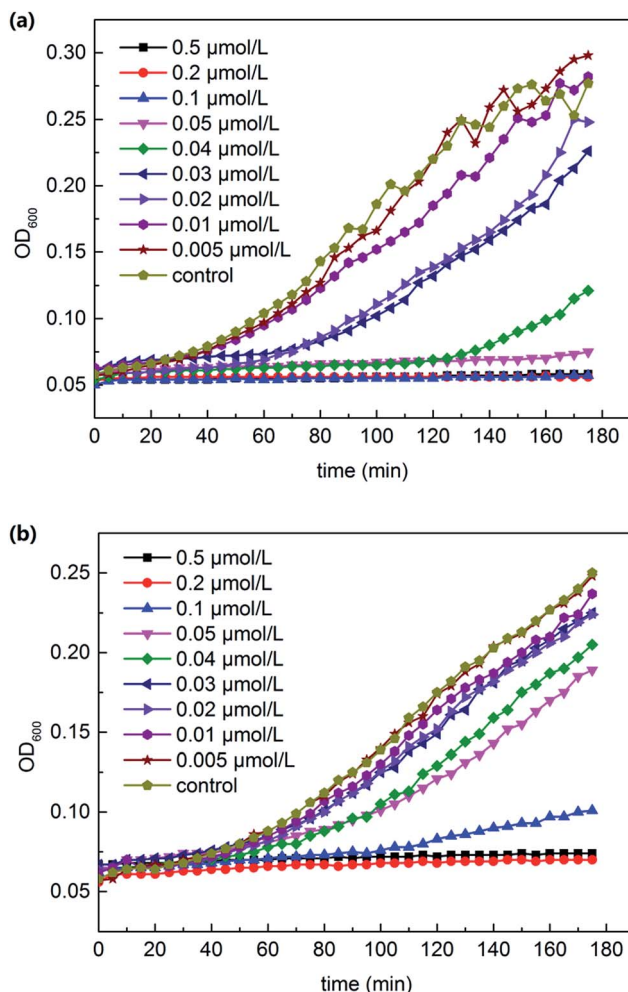 (a)
0.30
0.25
0.20
0.15
0.10
0.05
OD600
0.5 μmol/L
0.2 μmol/L
0.1 μmol/L
0.05 μmol/L
0.04 μmol/L
0.03 μmol/L
0.02 μmol/L
0.01 μmol/L
0.005 μmol/L
control
0 20 40 60 80 100 120 140 160 180
time (min)
(b)
0.25
0.20
0.15
0.10
0.05
OD600
0.5 μmol/L
0.2 μmol/L
0.1 μmol/L
0.05 μmol/L
0.04 μmol/L
0.03 μmol/L
0.02 μmol/L
0.01 μmol/L
0.005 μmol/L
control
0 20 40 60 80 100 120 140 160 180
time (min)